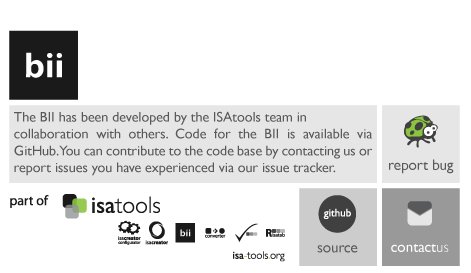 bii
The BII has been developed by the ISAtools team in
collaboration with others. Code for the BII is available via
GitHub.You can contribute to the code base by contacting us or
report issues you have experienced via our issue tracker.
report bug
part of isatools
isacreator configurator
isacreator
bii
converter
Risatab
isa-tools.org
github
source
contactus